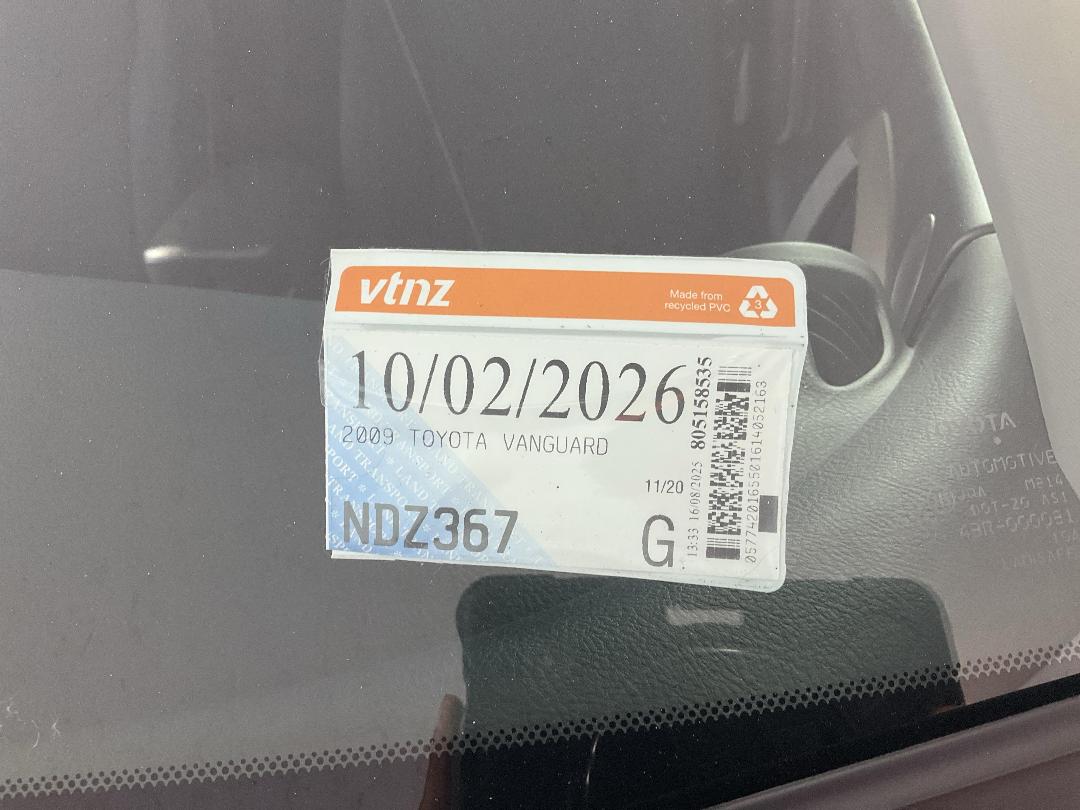 vtnz
Made from
recycled PVC
3
10/02/2026
2009 TOYOTA VANGUARD
11/20
NDZ367
G
13:33 16/08/2025 805158535
0577420165501614052163